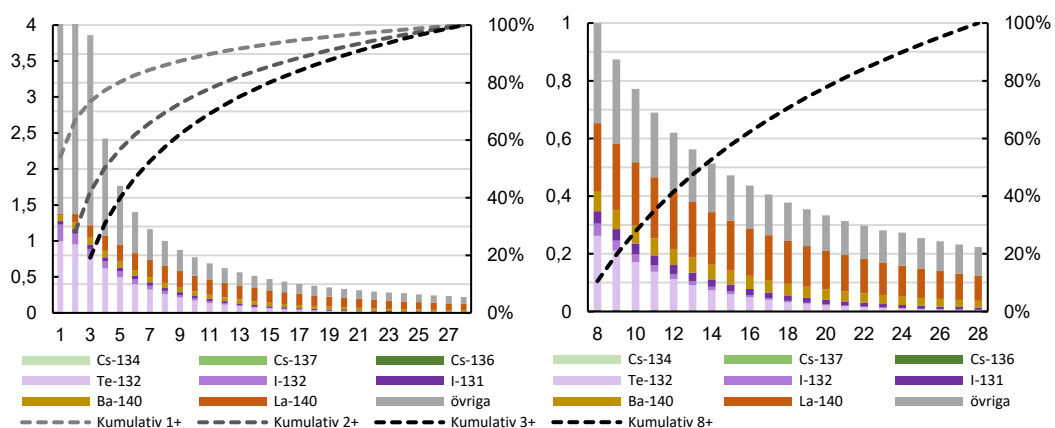 4
3,5
3
2,5
2
1,5
1
0,5
0
100%
80%
60%
40%
20%
0%
1 3 5 7 9 11 13 15 17 19 21 23 25 27
Cs-134 Cs-137 Cs-136
Te-132 I-132 I-131
Ba-140 La-140 övriga
Kumulativ 1+ Kumulativ 2+ Kumulativ 3+
1
0,8
0,6
0,4
0,2
0
100%
80%
60%
40%
20%
0%
8 10 12 14 16 18 20 22 24 26 28
Cs-134 Cs-137 Cs-136
Te-132 I-132 I-131
Ba-140 La-140 övriga
Kumulativ 8+